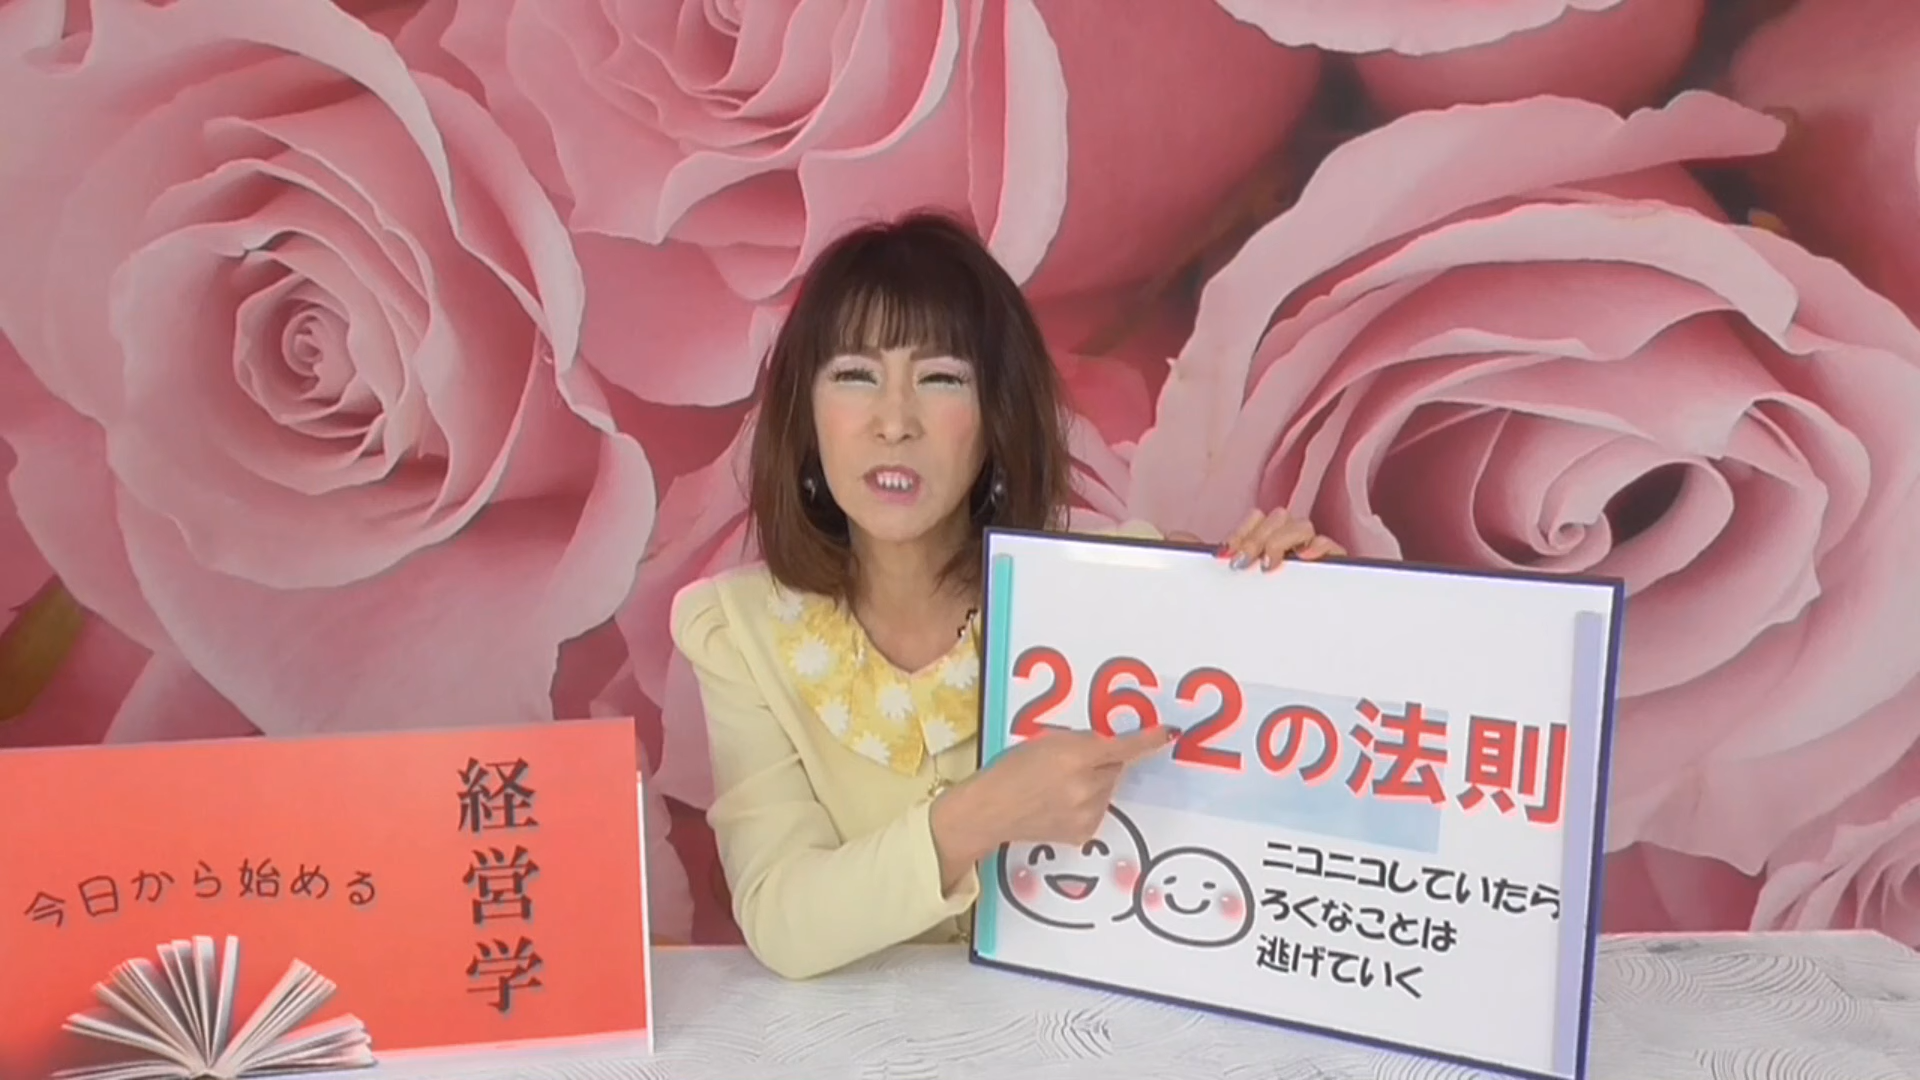 今日から始める
経営学
262の法則
ニコニコしていたら
ろくなことは
逃げていく